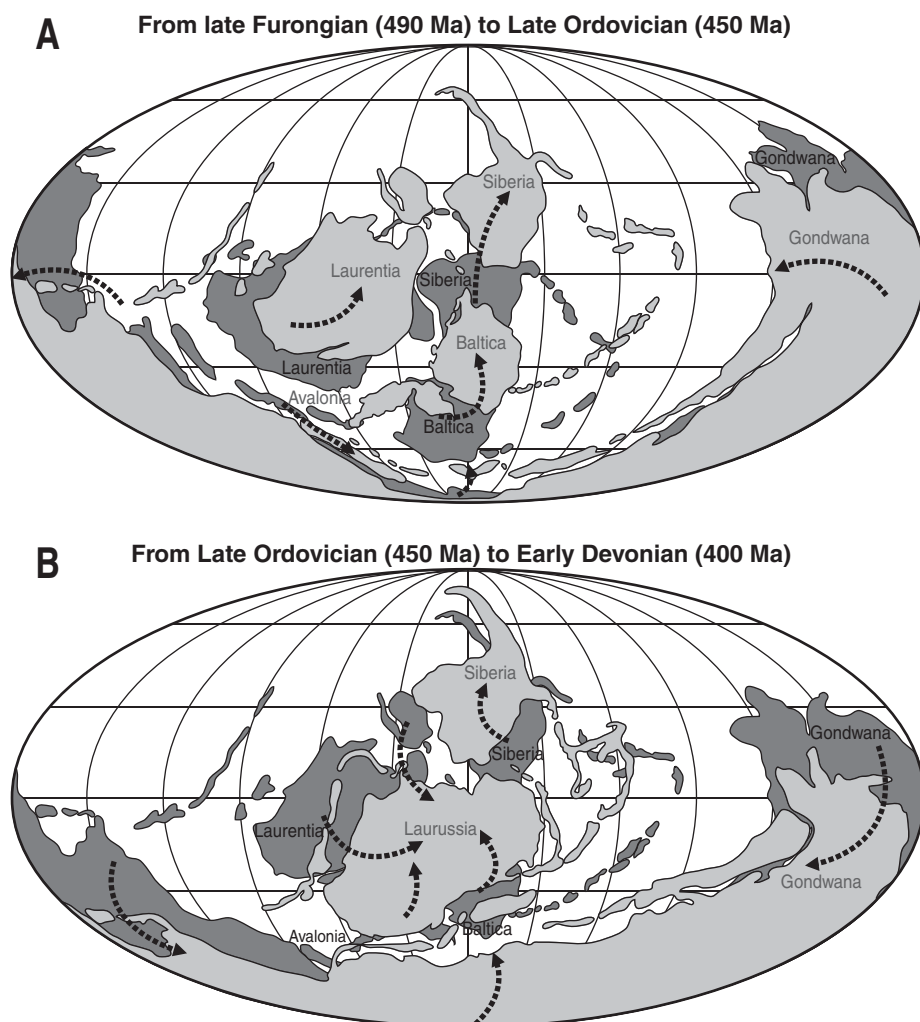 A
From late Furongian (490 Ma) to Late Ordovician (450 Ma)
Gondwana
Siberia
Gondwana
Laurentia
Siberia
Baltica
Laurentia
Avalonia
Baltica
B
From Late Ordovician (450 Ma) to Early Devonian (400 Ma)
Siberia
Gondwana
Siberia
Laurentia
Laurussia
Gondwana
Baltica
Avalonia